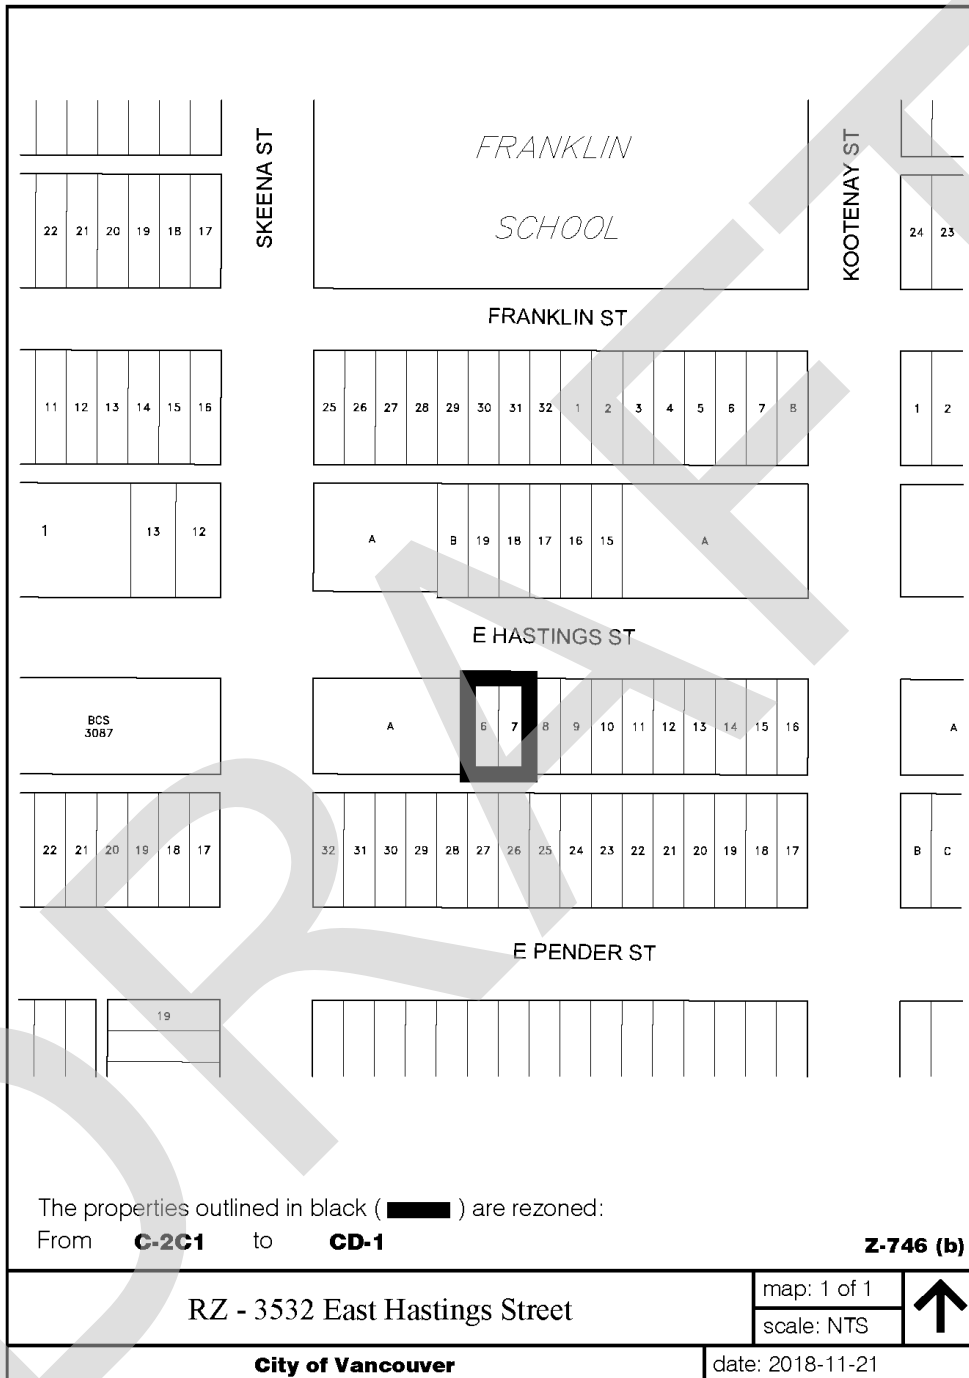 FRANKLIN
SCHOOL
SKEENA ST
KOOTENAY ST
22 21 20 19 18 17
24 23
FRANKLIN ST
11 12 13 14 15 16
25 26 27 28 29 30 31 32 1 2 3 4 5 6 7 8
1 2
1 13 12
A B 19 18 17 16 15 A
E HASTINGS ST
BCS
3087
A 6 7 8 9 10 11 12 13 14 15 16
A
22 21 20 19 18 17
32 31 30 29 28 27 26 25 24 23 22 21 20 19 18 17
B C
E PENDER ST
19
DRAFT
The properties outlined in black ( ) are rezoned:
From C-2C1 to CD-1
Z-746 (b)
RZ - 3532 East Hastings Street
map: 1 of 1
scale: NTS
City of Vancouver
date: 2018-11-21